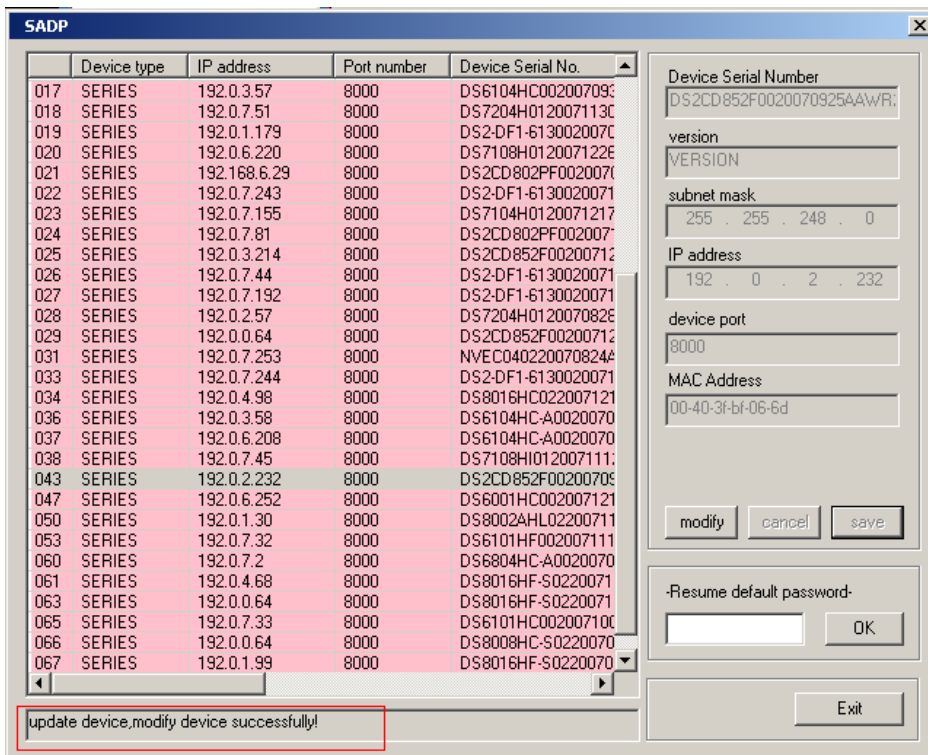 SADP
Device type IP address Port number Device Serial No.
017 SERIES 192.0.3.57 8000 DS6104HC002007093
018 SERIES 192.0.7.51 8000 DS7204H0120071130
019 SERIES 192.0.1.179 8000 DS2-DF1-6130020070
020 SERIES 192.0.6.220 8000 DS7108H0120071226
021 SERIES 192.168.6.29 8000 DS2CD802PF0020070
022 SERIES 192.0.7.243 8000 DS2-DF1-6130020071
023 SERIES 192.0.7.155 8000 DS7104H0120071217
024 SERIES 192.0.7.81 8000 DS2CD802PF002007
025 SERIES 192.0.3.214 8000 DS2CD852F00200712
026 SERIES 192.0.7.44 8000 DS2-DF1-6130020071
027 SERIES 192.0.7.192 8000 DS2-DF1-6130020071
028 SERIES 192.0.2.57 8000 DS7204H0120070828
029 SERIES 192.0.0.64 8000 DS2CD852F00200712
031 SERIES 192.0.7.253 8000 NVEC040220070824A
033 SERIES 192.0.7.244 8000 DS2-DF1-6130020071
034 SERIES 192.0.4.98 8000 DS8016HC022007121
036 SERIES 192.0.3.58 8000 DS6104HC-A0020070
037 SERIES 192.0.6.208 8000 DS6104HC-A0020070
038 SERIES 192.0.7.45 8000 DS7108HI012007111
043 SERIES 192.0.2.232 8000 DS2CD852F0020070
047 SERIES 192.0.6.252 8000 DS6001HC002007121
050 SERIES 192.0.1.30 8000 DS8002AHL02200711
053 SERIES 192.0.7.32 8000 DS6101HF002007111
060 SERIES 192.0.7.2 8000 DS6804HC-A0020070
061 SERIES 192.0.4.68 8000 DS8016HF-S0220071
063 SERIES 192.0.0.64 8000 DS8016HF-S0220071
065 SERIES 192.0.7.33 8000 DS6101HC002007100
066 SERIES 192.0.0.64 8000 DS8008HC-S0220070
067 SERIES 192.0.1.99 8000 DS8016HF-S0220070
update device,modify device successfully!
Device Serial Number
DS2CD852F0020070925AAWR
version
VERSION
subnet mask
255 . 255 . 248 . 0
IP address
192 . 0 . 2 . 232
device port
8000
MAC Address
00-40-3f-bf-06-6d
modify cancel save
-Resume default password-
OK
Exit